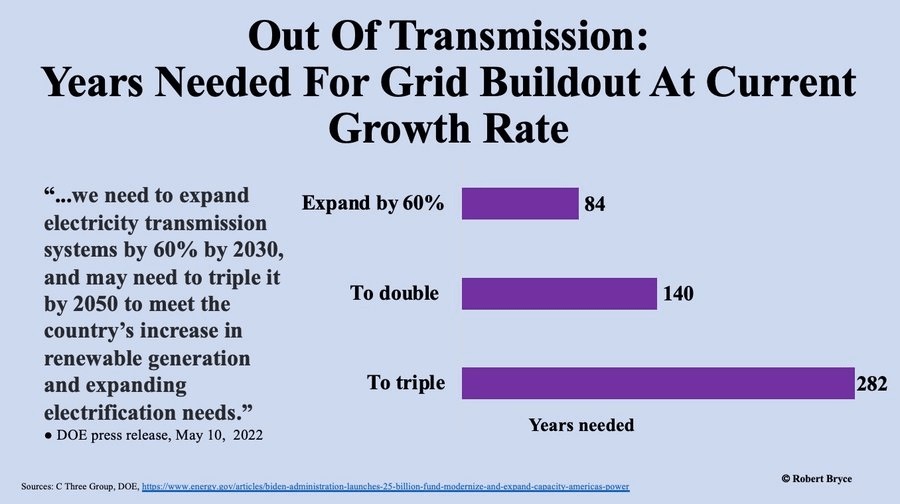 Out Of Transmission:
Years Needed For Grid Buildout At Current
Growth Rate
“...we need to expand
electricity transmission
systems by 60% by 2030,
and may need to triple it
by 2050 to meet the
country’s increase in
renewable generation
and expanding
electrification needs.”
● DOE press release, May 10, 2022
Expand by 60% 84
To double 140
To triple 282
Years needed
Sources: C Three Group, DOE, https://www.energy.gov/articles/biden-administration-launches-25-billion-fund-modernize-and-expand-capacity-americas-power
© Robert Bryce